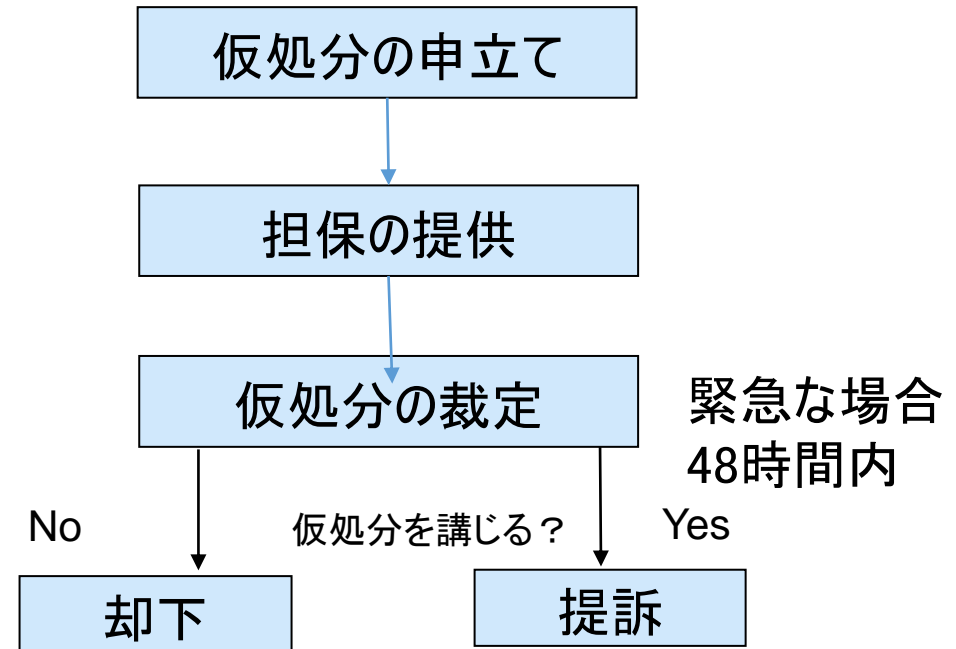 仮処分の申立て
担保の提供
仮処分の裁定
緊急な場合
48時間内
No
仮処分を講じる？
Yes
却下
提訴